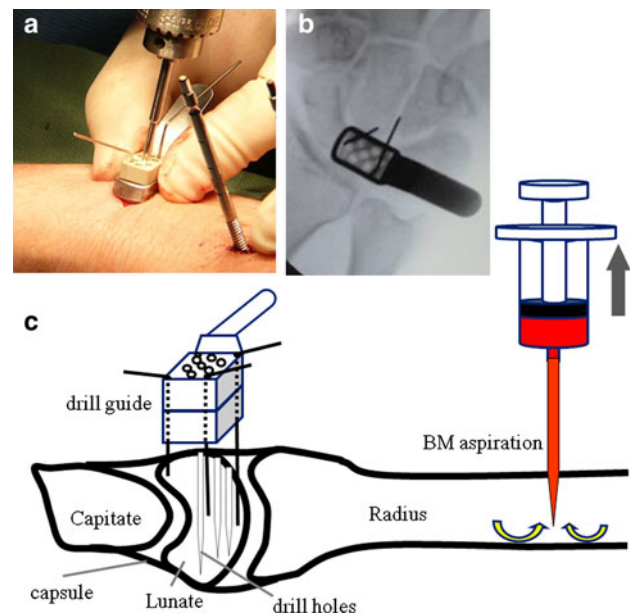 a
b
c
drill guide
BM aspiration
Capitate
Radius
capsule
Lunate
drill holes